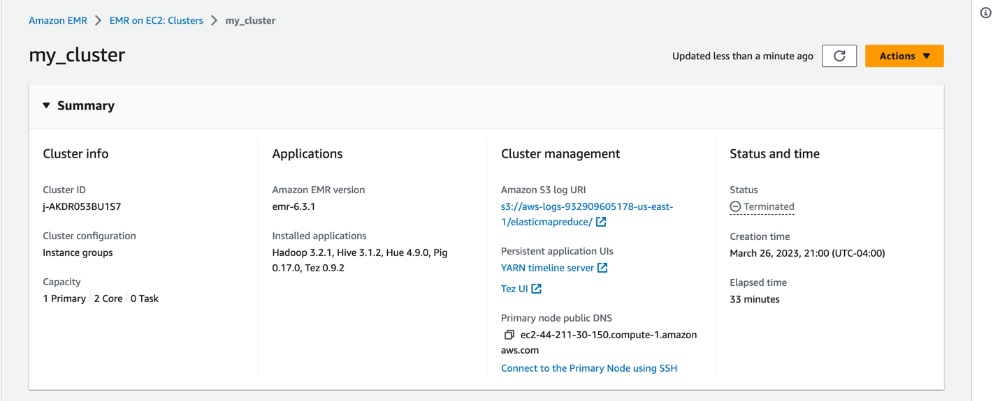 Amazon EMR > EMR on EC2: Clusters > my_cluster
my_cluster
Updated less than a minute ago
Actions
Summary
Cluster info
Cluster ID
j-AKDR053BU1S7
Cluster configuration
Instance groups
Capacity
1 Primary 2 Core 0 Task
Applications
Amazon EMR version
emr-6.3.1
Installed applications
Hadoop 3.2.1, Hive 3.1.2, Hue 4.9.0, Pig
0.17.0, Tez 0.9.2
Cluster management
Amazon S3 log URI
s3://aws-logs-932909605178-us-east-
1/elasticmapreduce/
Persistent application UIs
YARN timeline server
Tez UI
Primary node public DNS
ec2-44-211-30-150.compute-1.amazon
aws.com
Connect to the Primary Node using SSH
Status and time
Status
Terminated
Creation time
March 26, 2023, 21:00 (UTC-04:00)
Elapsed time
33 minutes